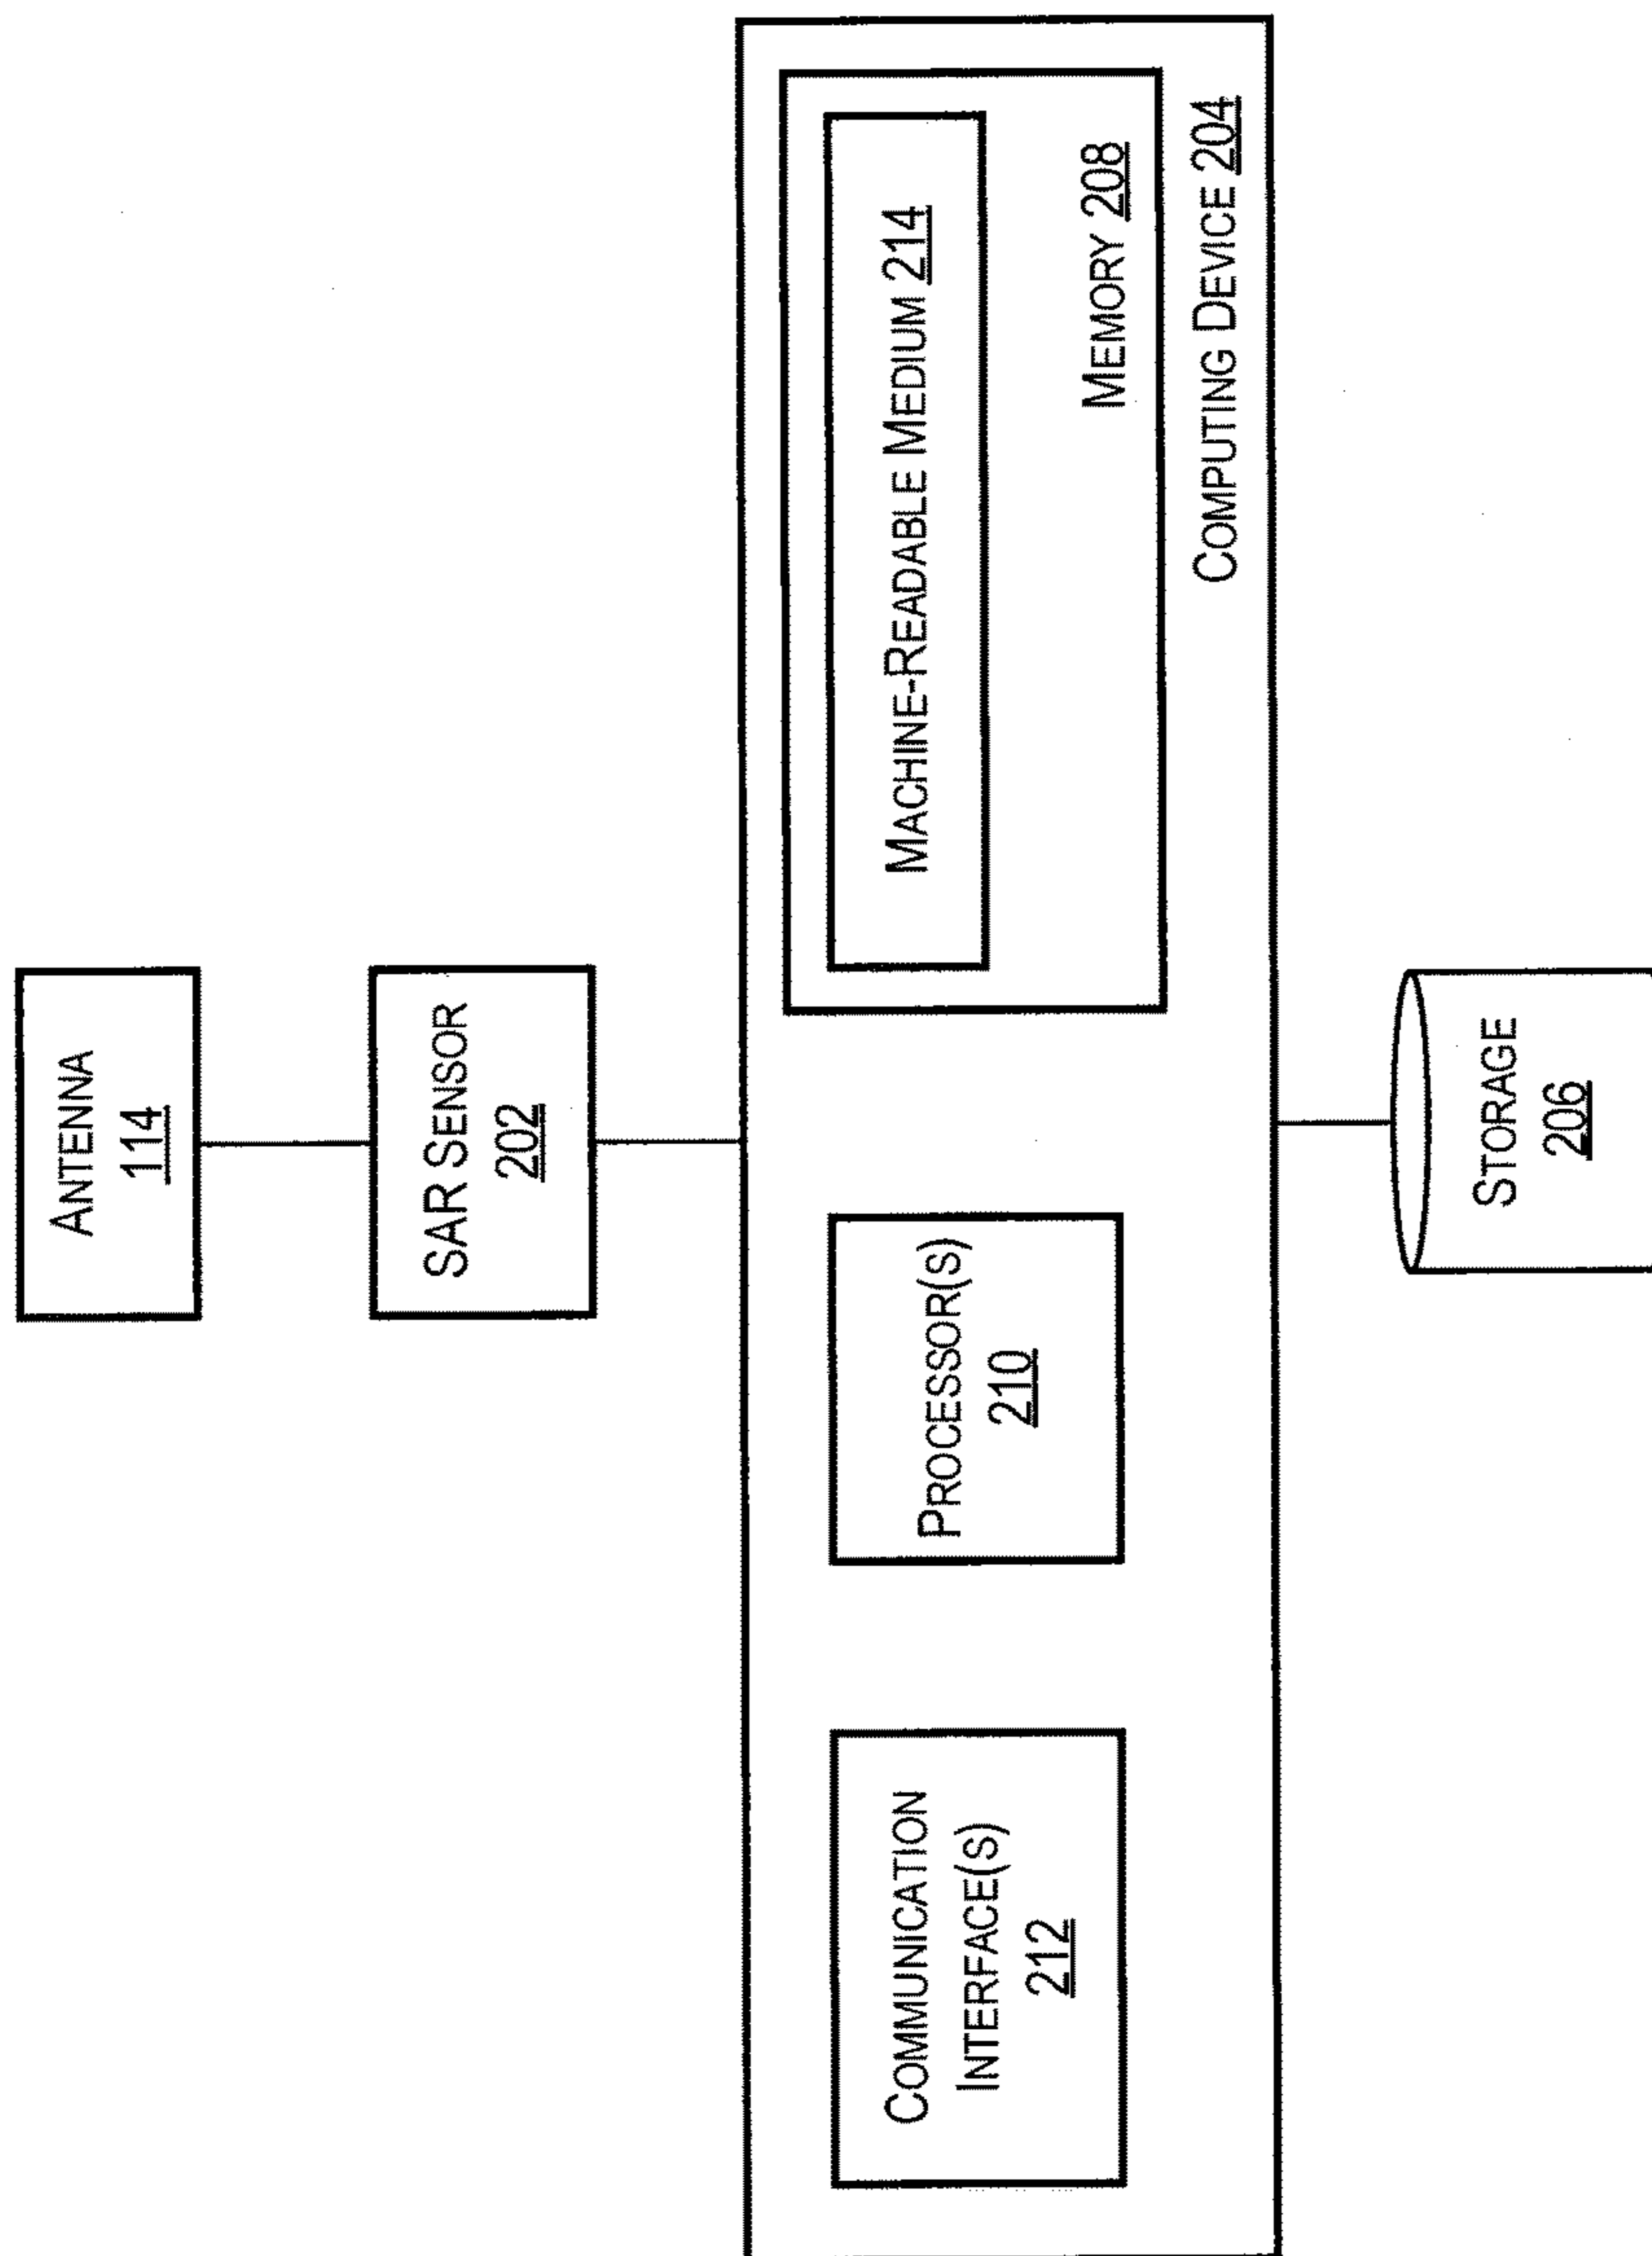 ANTENNA
114
SAR SENSOR
202
COMMUNICATION
INTERFACE(S)
212
PROCESSOR(S)
210
MACHINE-READABLE MEDIUM 214
MEMORY 208
COMPUTING DEVICE 204
STORAGE
206